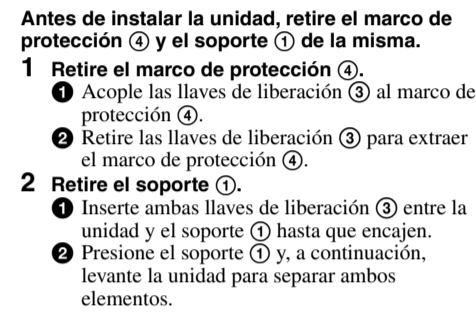 Antes de instalar la unidad, retire el marco de
protección ④ y el soporte ① de la misma.
1 Retire el marco de protección ④.
❶ Acople las llaves de liberación ③ al marco de
protección ④.
❷ Retire las llaves de liberación ③ para extraer
el marco de protección ④.
2 Retire el soporte ①.
❶ Inserte ambas llaves de liberación ③ entre la
unidad y el soporte ① hasta que encajen.
❷ Presione el soporte ① y, a continuación,
levante la unidad para separar ambos
elementos.